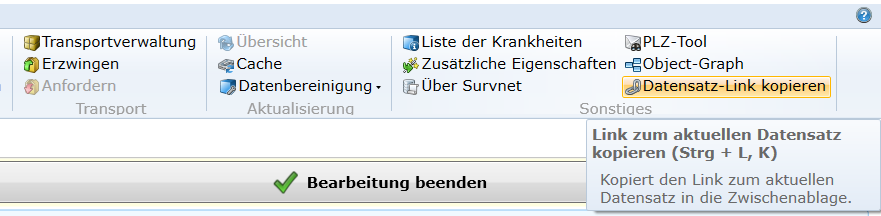 Transportverwaltung
Erzwingen
Anfordern
Transport
Übersicht
Cache
Datenbereinigung
Aktualisierung
Liste der Krankheiten
Zusätzliche Eigenschaften
Über Survnet
PLZ-Tool
Object-Graph
Datensatz-Link kopieren
Sonstiges
Link zum aktuellen Datensatz
kopieren (Strg + L, K)
Kopiert den Link zum aktuellen
Datensatz in die Zwischenablage.
Bearbeitung beenden